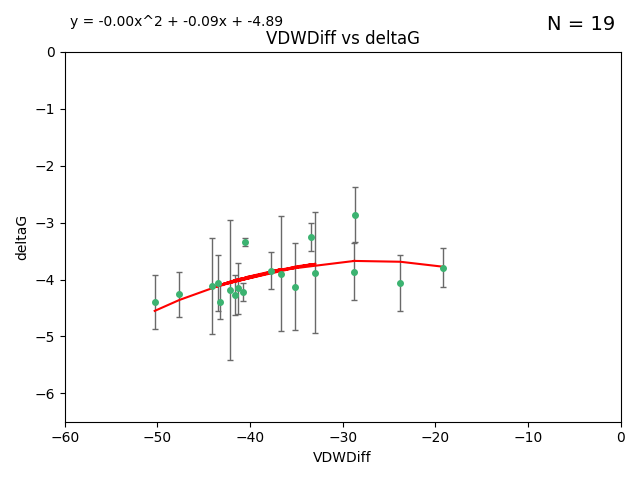 y = -0.00x^2 + -0.09x + -4.89
N = 19
VDWDiff vs deltaG
0
−1
−2
−3
−4
−5
−6
deltaG
−60 −50 −40 −30 −20 −10 0
VDWDiff